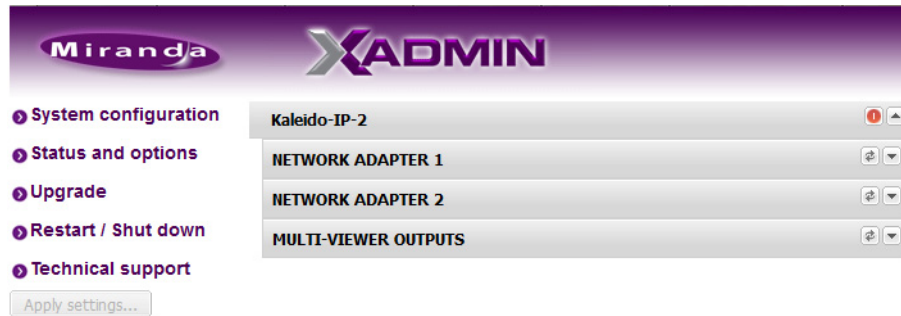 Miranda
XADMIN
System configuration
Status and options
Upgrade
Restart / Shut down
Technical support
Apply settings...
Kaleido-IP-2
NETWORK ADAPTER 1
NETWORK ADAPTER 2
MULTI-VIEWER OUTPUTS